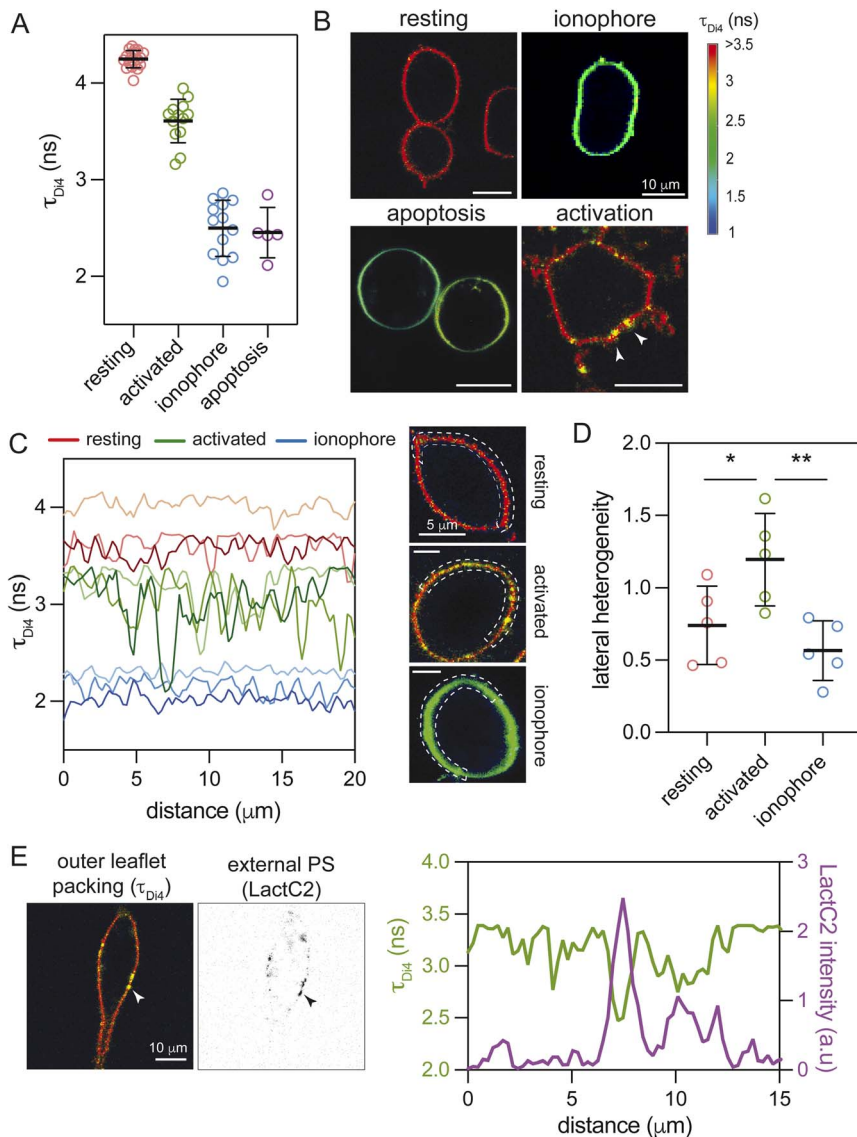 A
τDi4 (ns)
4
3
2
resting
activated
ionophore
apoptosis
B
resting
ionophore
10 μm
apoptosis
activation
τDi4 (ns)
>3.5
3
2.5
2
1.5
1
C
resting activated ionophore
τDi4 (ns)
4
3
2
0 5 10 15 20
distance (μm)
5 μm
resting
activated
ionophore
D
lateral heterogeneity
2.0
1.5
1.0
0.5
0.0
* **
resting
activated
ionophore
E
outer leaflet
packing (τDi4)
10 μm
external PS
(LactC2)
τDi4
(ns)
4.0
3.5
3.0
2.5
2.0
3
2
1
0
LactC2
intensity (a.u)
0 5 10 15
distance (μm)